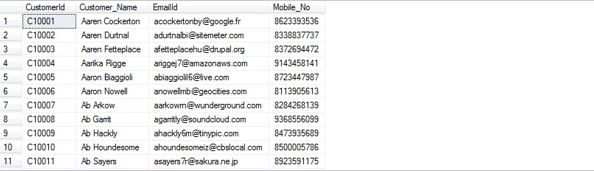 CustomerId Customer_Name EmailId Mobile_No
1 C10001 Aaren Cockerton acockertonby@google.fr 8623393536
2 C10002 Aaren Durtnal adurtnalbi@sitemeter.com 8338837737
3 C10003 Aaren Fetteplace afetteplacehu@drupal.org 8372694472
4 C10004 Aarika Rigge ariggej7@amazonaws.com 9143458141
5 C10005 Aaron Biaggioli abiaggiolil6@live.com 8723447987
6 C10006 Aaron Nowell anowellmb@geocities.com 8113905613
7 C10007 Ab Arkow aarkowrn@wunderground.com 8284268139
8 C10008 Ab Garrit agarritly@soundcloud.com 9368556099
9 C10009 Ab Hackly ahackly6m@tinypic.com 8473935689
10 C10010 Ab Houndesome ahoundesomeiz@cbslocal.com 8500005786
11 C10011 Ab Sayers asayers7r@sakura.ne.jp 8923591175